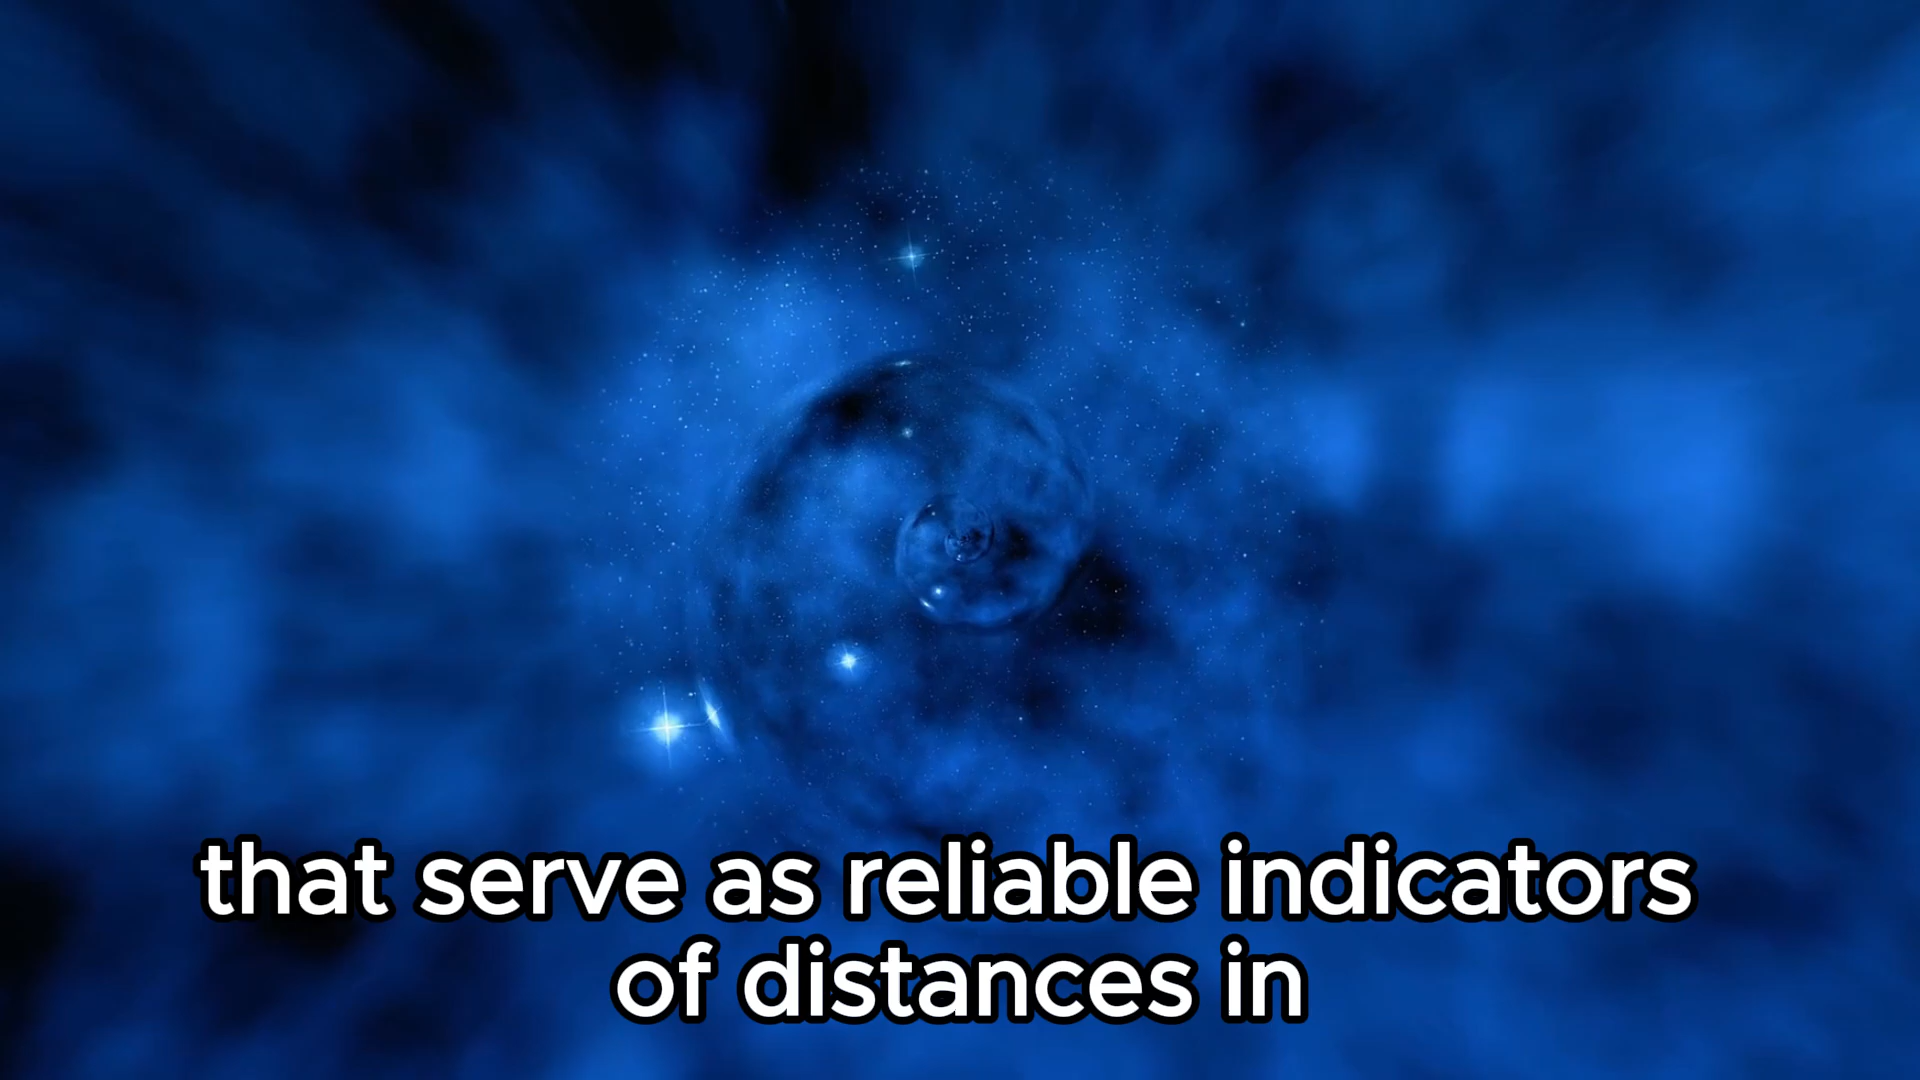 that serve as reliable indicators
of distances in